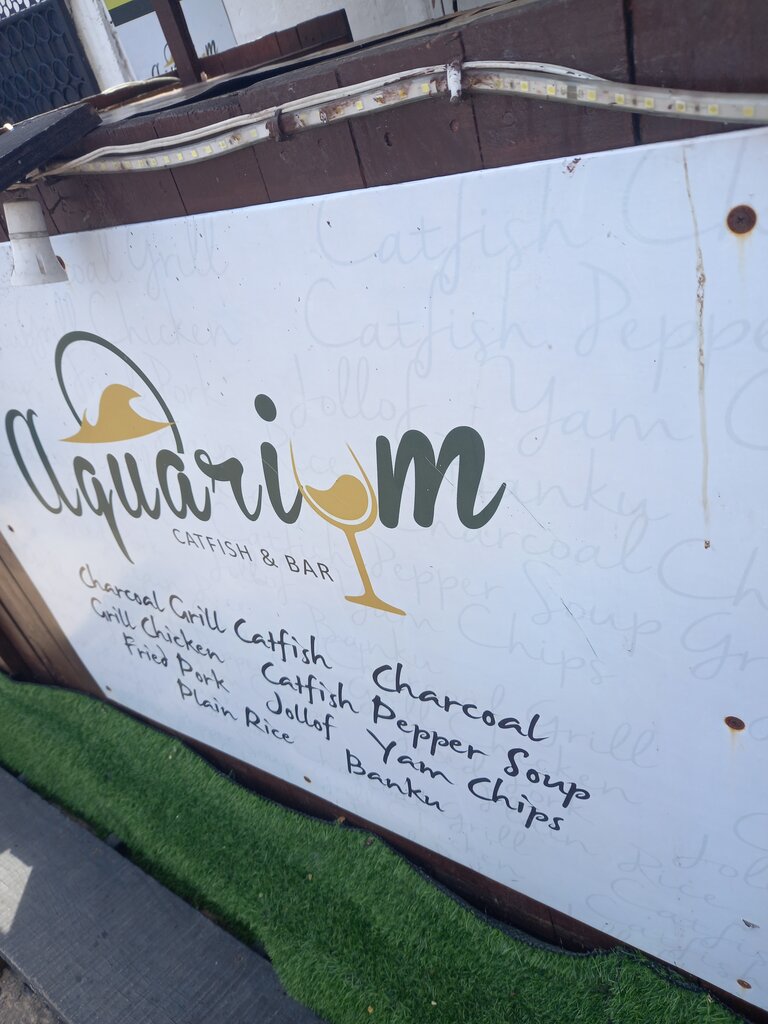 Aquarium
CATFISH & BAR
Charcoal Grill Catfish Charcoal
Grill Chicken Catfish Pepper Soup
Fried Pork Jollof Yam Chips
Plain Rice Banku